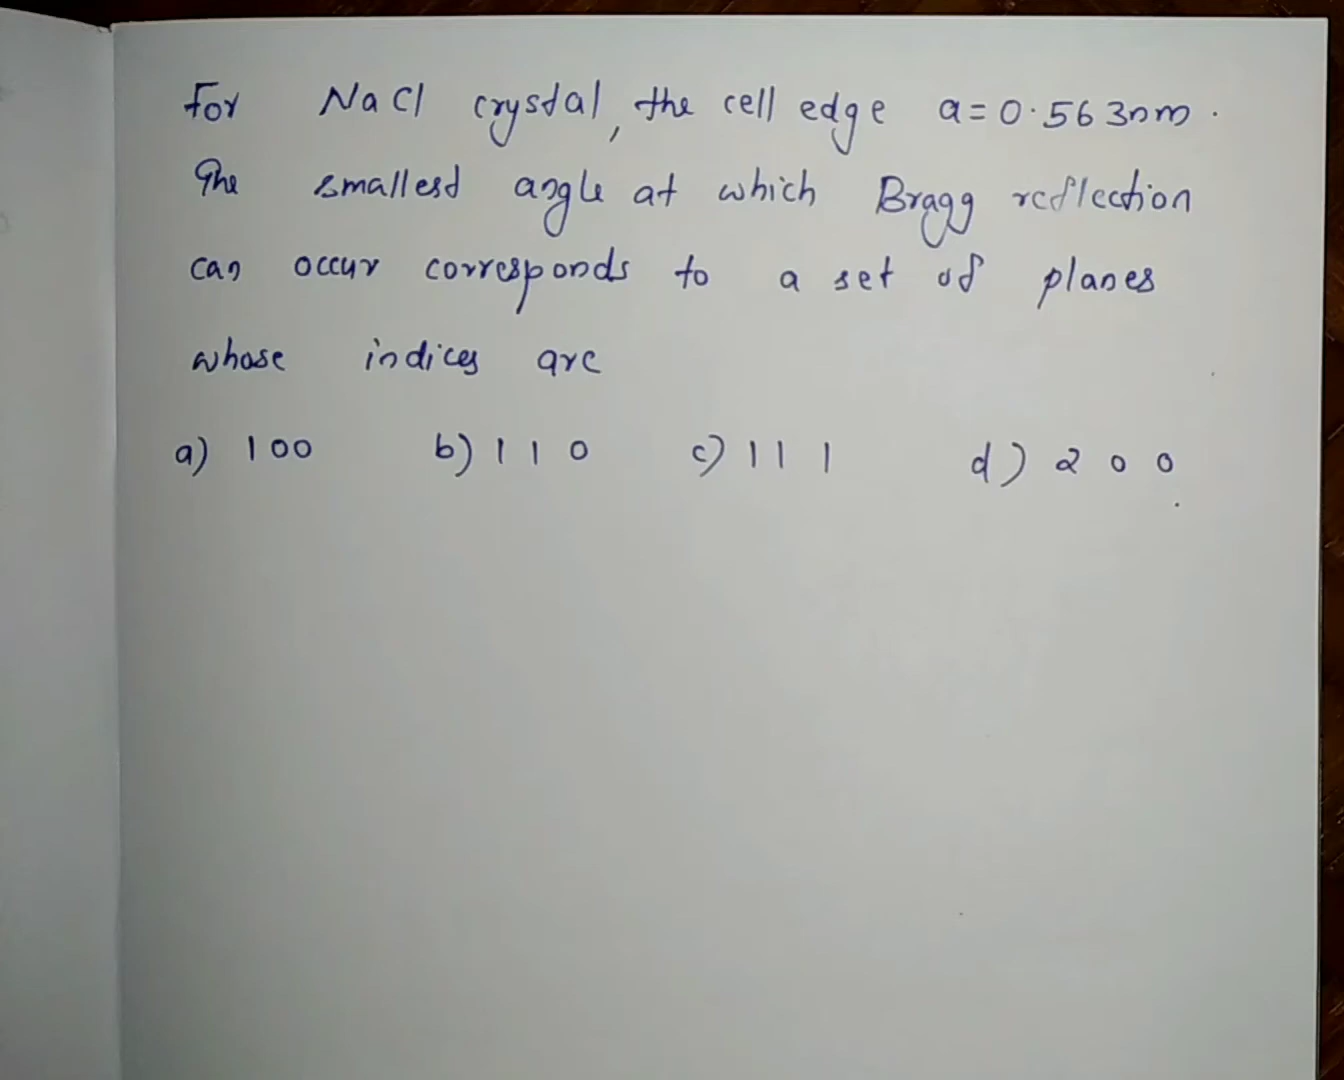 For NaCl crystal, the cell edge a = 0.563nm.
The smallest angle at which Bragg reflection
can occur corresponds to a set of planes
whose indices are
a) 100 b) 110 c) 111 d) 200